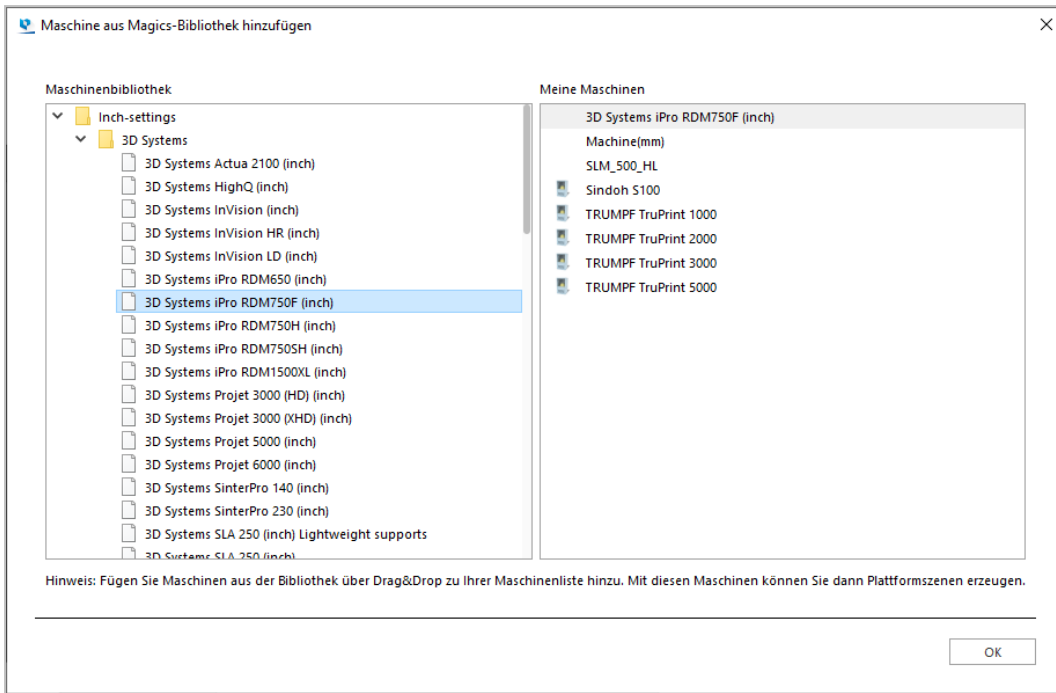 Maschine aus Magics-Bibliothek hinzufügen
Maschinenbibliothek
Inch-settings
3D Systems
3D Systems Actua 2100 (inch)
3D Systems HighQ (inch)
3D Systems InVision (inch)
3D Systems InVision HR (inch)
3D Systems InVision LD (inch)
3D Systems iPro RDM650 (inch)
3D Systems iPro RDM750F (inch)
3D Systems iPro RDM750H (inch)
3D Systems iPro RDM750SH (inch)
3D Systems iPro RDM1500XL (inch)
3D Systems Projet 3000 (HD) (inch)
3D Systems Projet 3000 (XHD) (inch)
3D Systems Projet 5000 (inch)
3D Systems Projet 6000 (inch)
3D Systems SinterPro 140 (inch)
3D Systems SinterPro 230 (inch)
3D Systems SLA 250 (inch) Lightweight supports
3D Systems SLA 250 (inch)
Meine Maschinen
3D Systems iPro RDM750F (inch)
Machine(mm)
SLM_500_HL
Sindoh S100
TRUMPF TruPrint 1000
TRUMPF TruPrint 2000
TRUMPF TruPrint 3000
TRUMPF TruPrint 5000
Hinweis: Fügen Sie Maschinen aus der Bibliothek über Drag&Drop zu Ihrer Maschinenliste hinzu. Mit diesen Maschinen können Sie dann Plattformszenen erzeugen.
OK